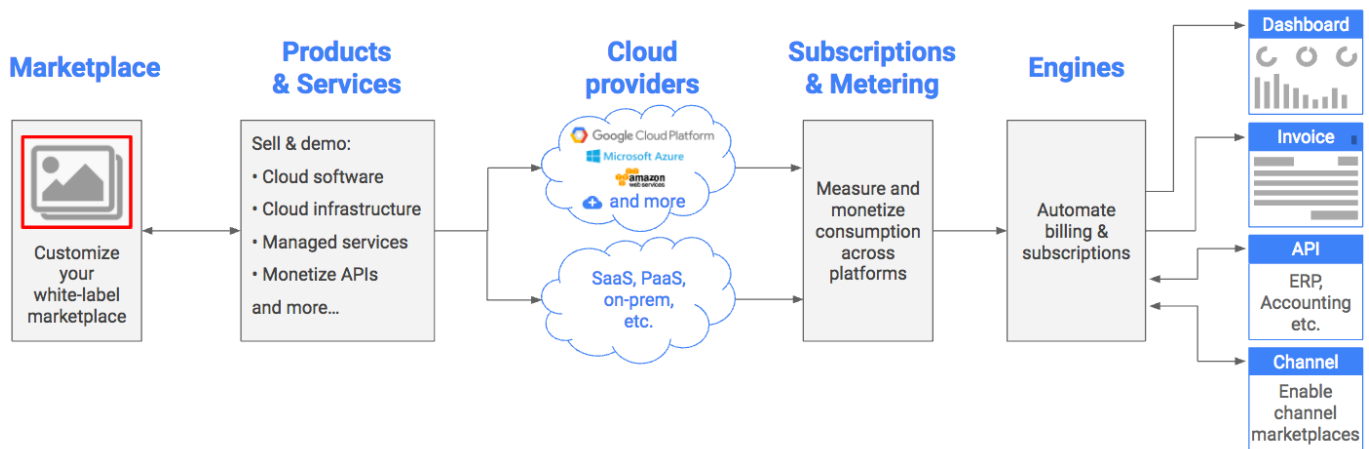 Marketplace
Customize
your
white-label
marketplace
Products
& Services
Sell & demo:
• Cloud software
• Cloud infrastructure
• Managed services
• Monetize APIs
and more…
Cloud
providers
Google Cloud Platform
Microsoft Azure
amazon
web services
and more
SaaS, PaaS,
on-prem,
etc.
Subscriptions
& Metering
Measure and
monetize
consumption
across
platforms
Engines
Automate
billing &
subscriptions
Dashboard
Invoice
API
ERP,
Accounting
etc.
Channel
Enable
channel
marketplaces